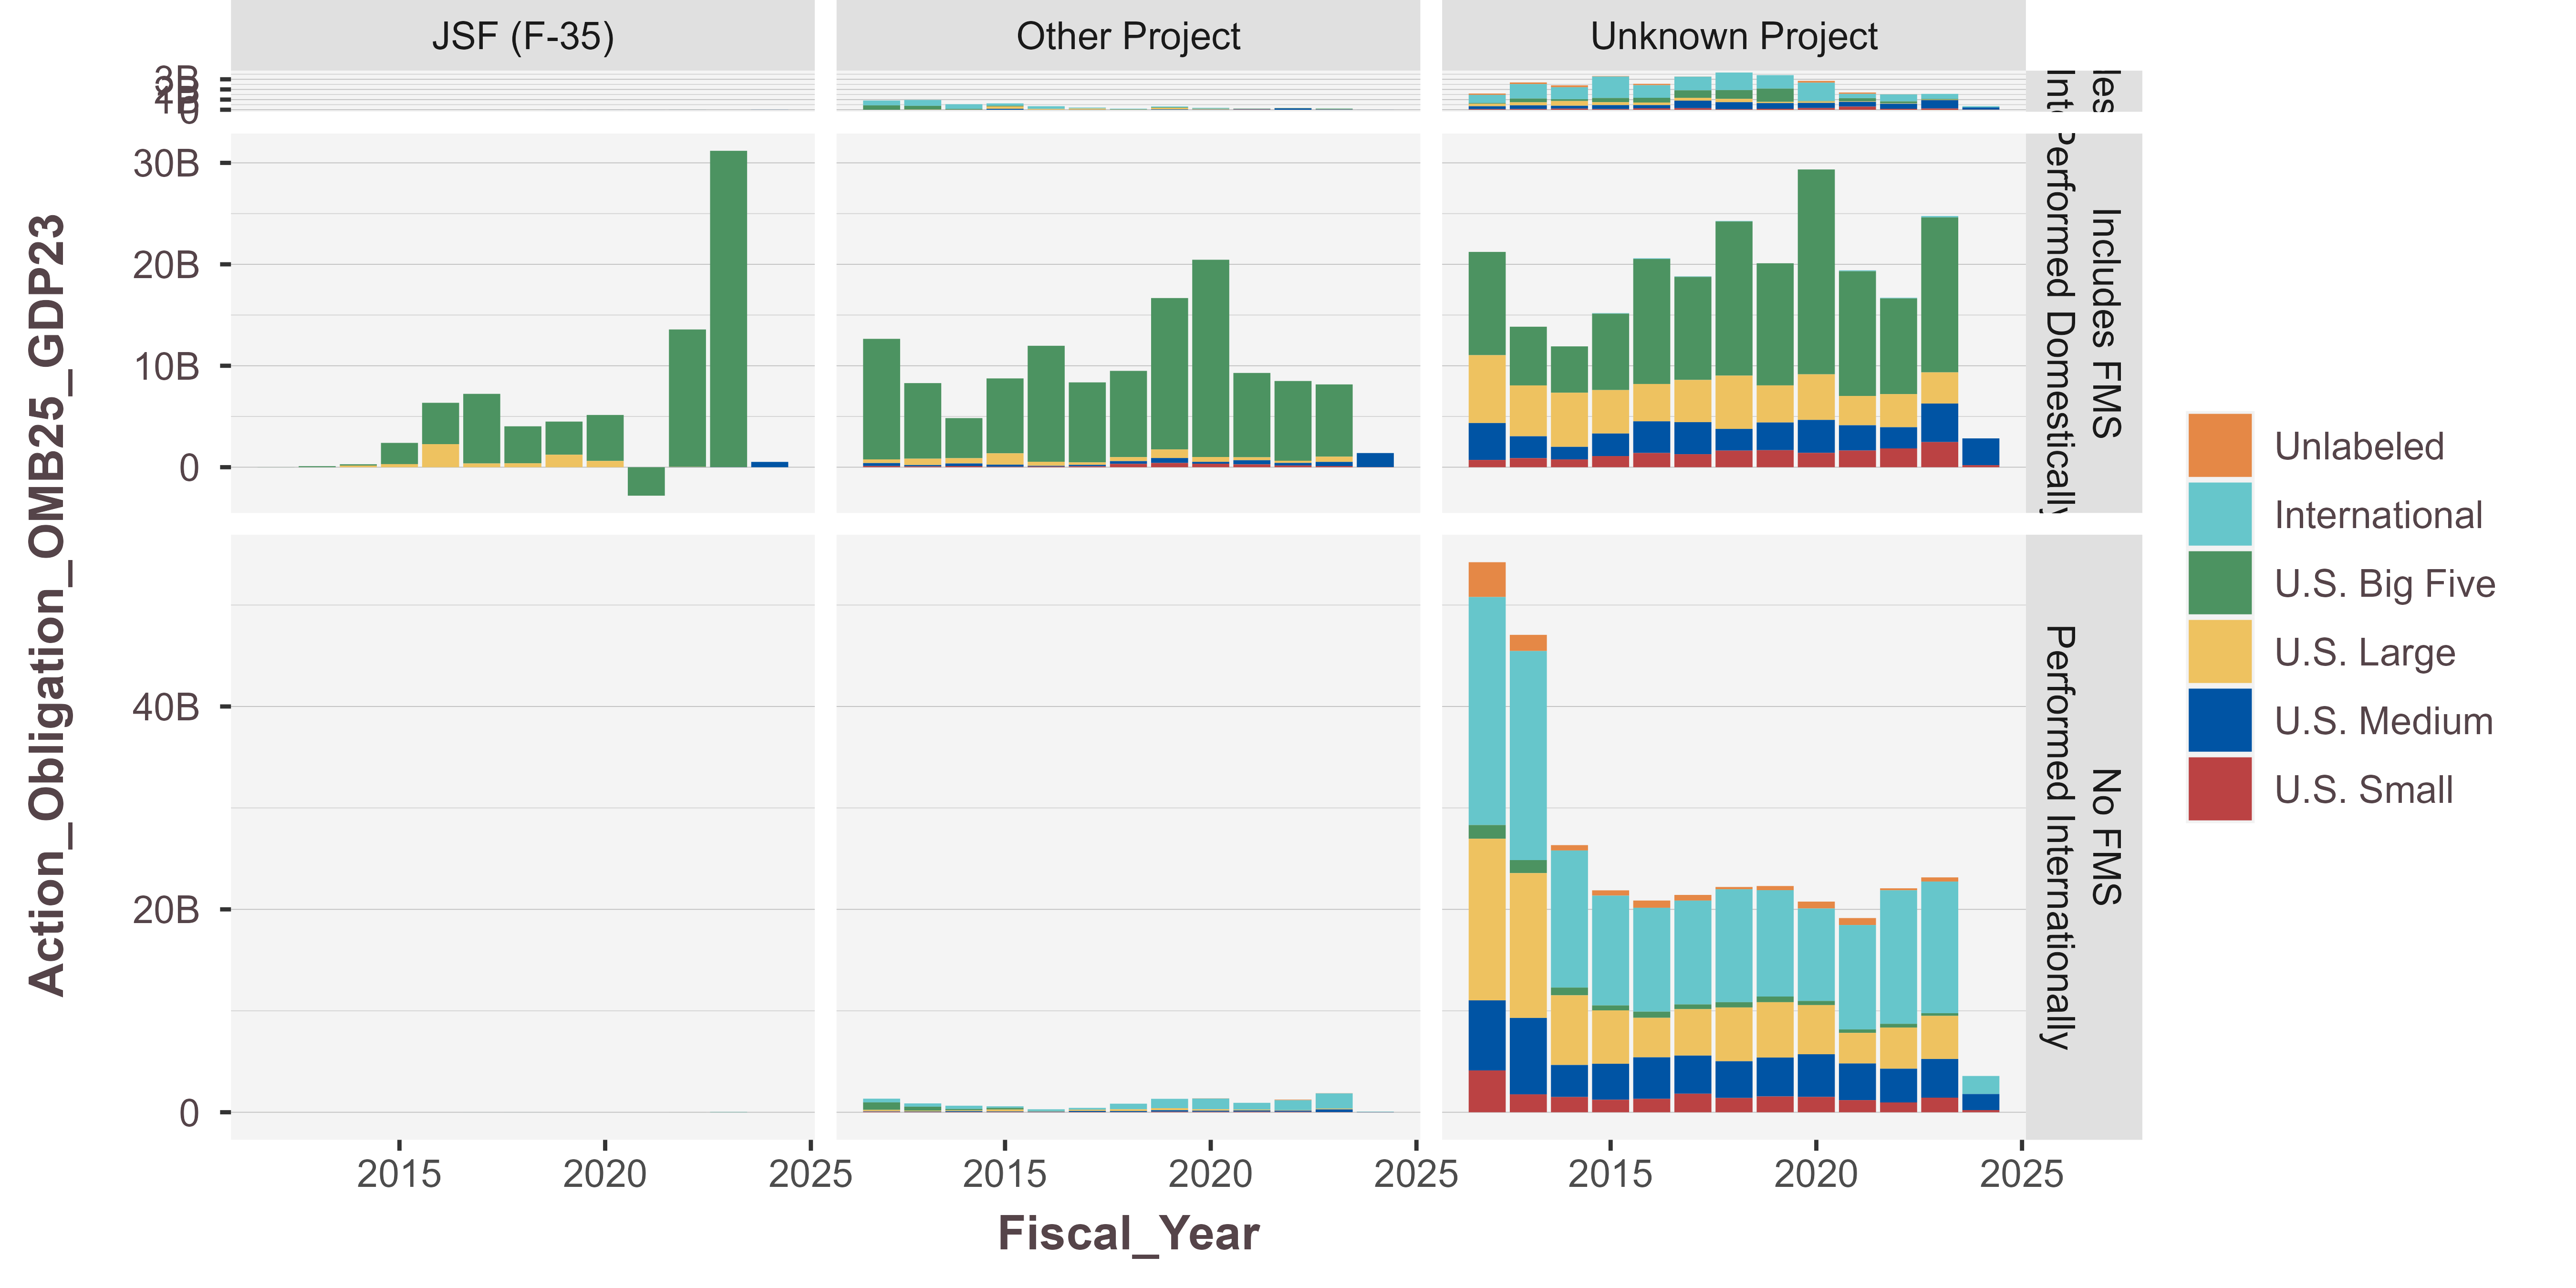 JSF (F-35)
Other Project
Unknown Project
3B
0
30B
20B
10B
0
40B
20B
0
Includes FMS
Performed Domestically
No FMS
Performed Internationally
2015
2020
2025
2015
2020
2025
2015
2020
2025
Fiscal_Year
Action_Obligation_OMB25_GDP23
Unlabeled
International
U.S. Big Five
U.S. Large
U.S. Medium
U.S. Small